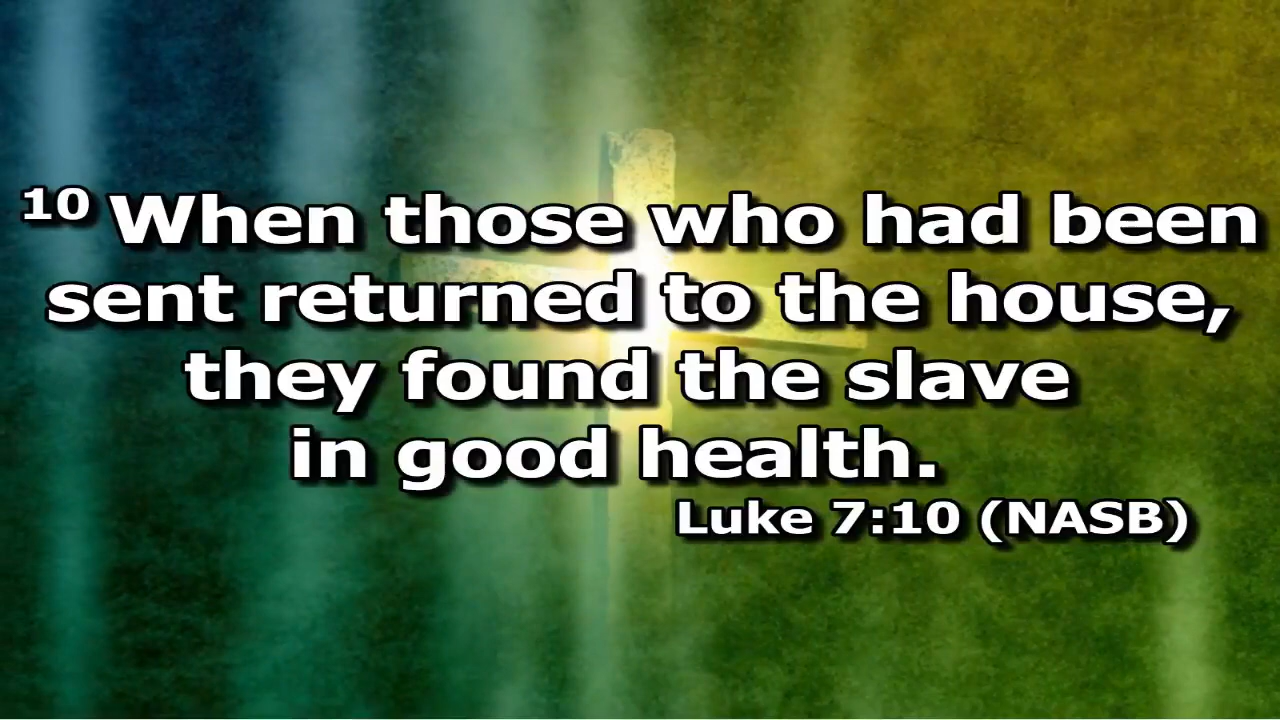 10 When those who had been
sent returned to the house,
they found the slave
in good health.
Luke 7:10 (NASB)